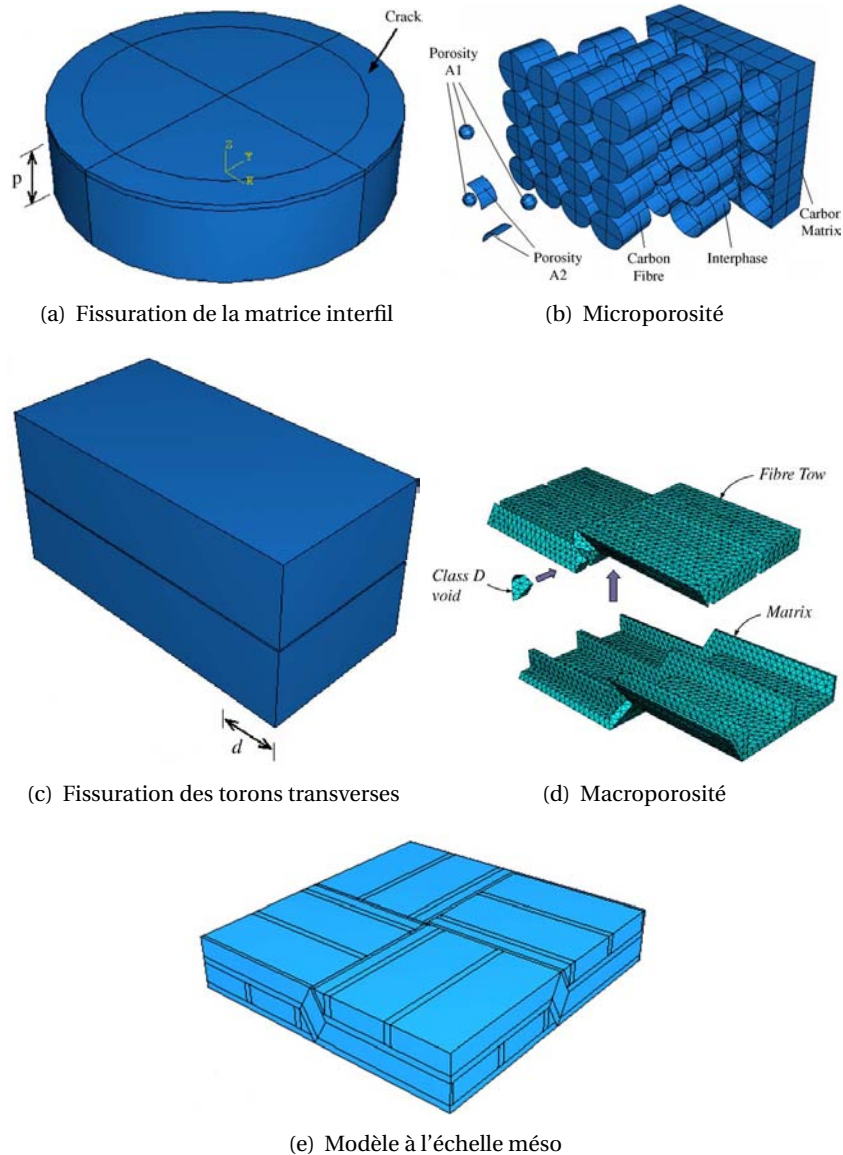 Crack
p
Z
Y
R
(a) Fissuration de la matrice interfil
Porosity
A1
Porosity
A2
Carbon
Fibre
Interphase
Carbon
Matrix
(b) Microporosité
d
(c) Fissuration des torons transverses
Fibre Tow
Class D
void
Matrix
(d) Macroporosité
(e) Modèle à l'échelle méso